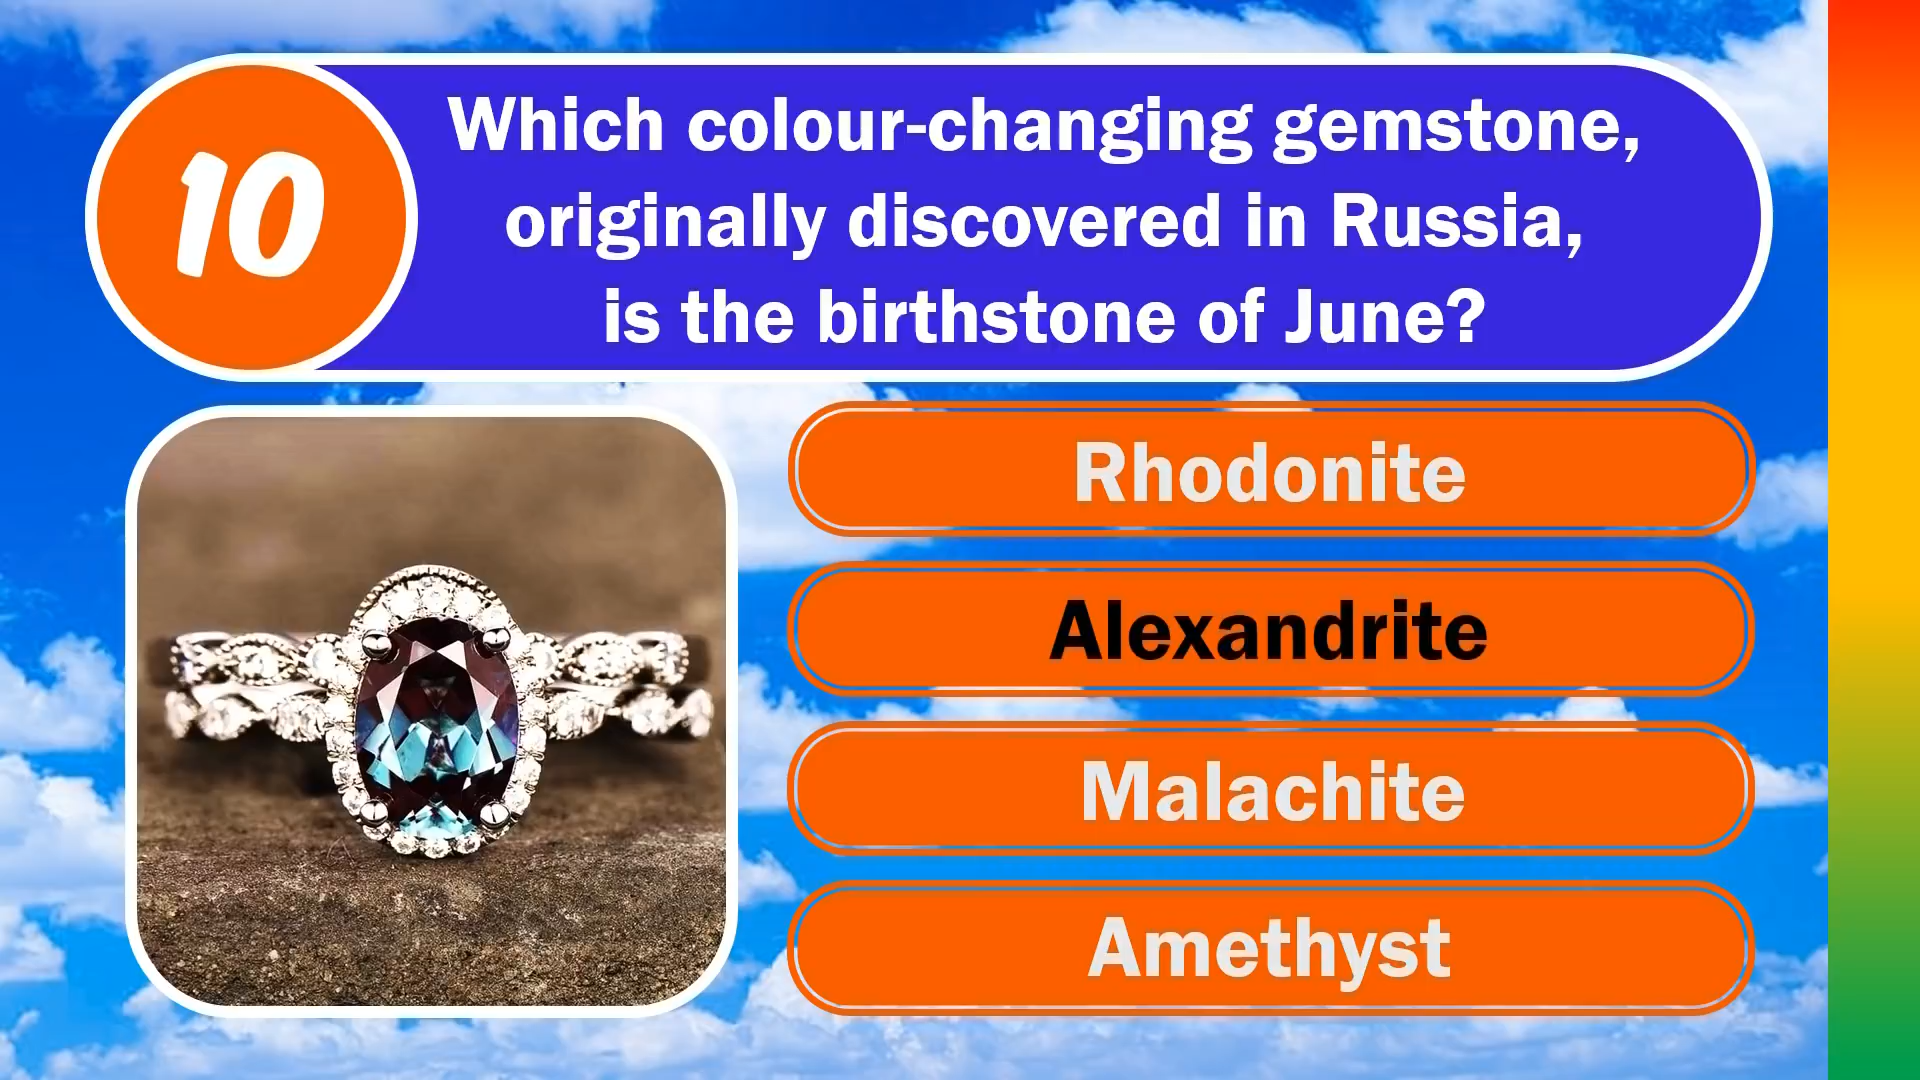 10
Which colour-changing gemstone,
originally discovered in Russia,
is the birthstone of June?
Rhodonite
Alexandrite
Malachite
Amethyst